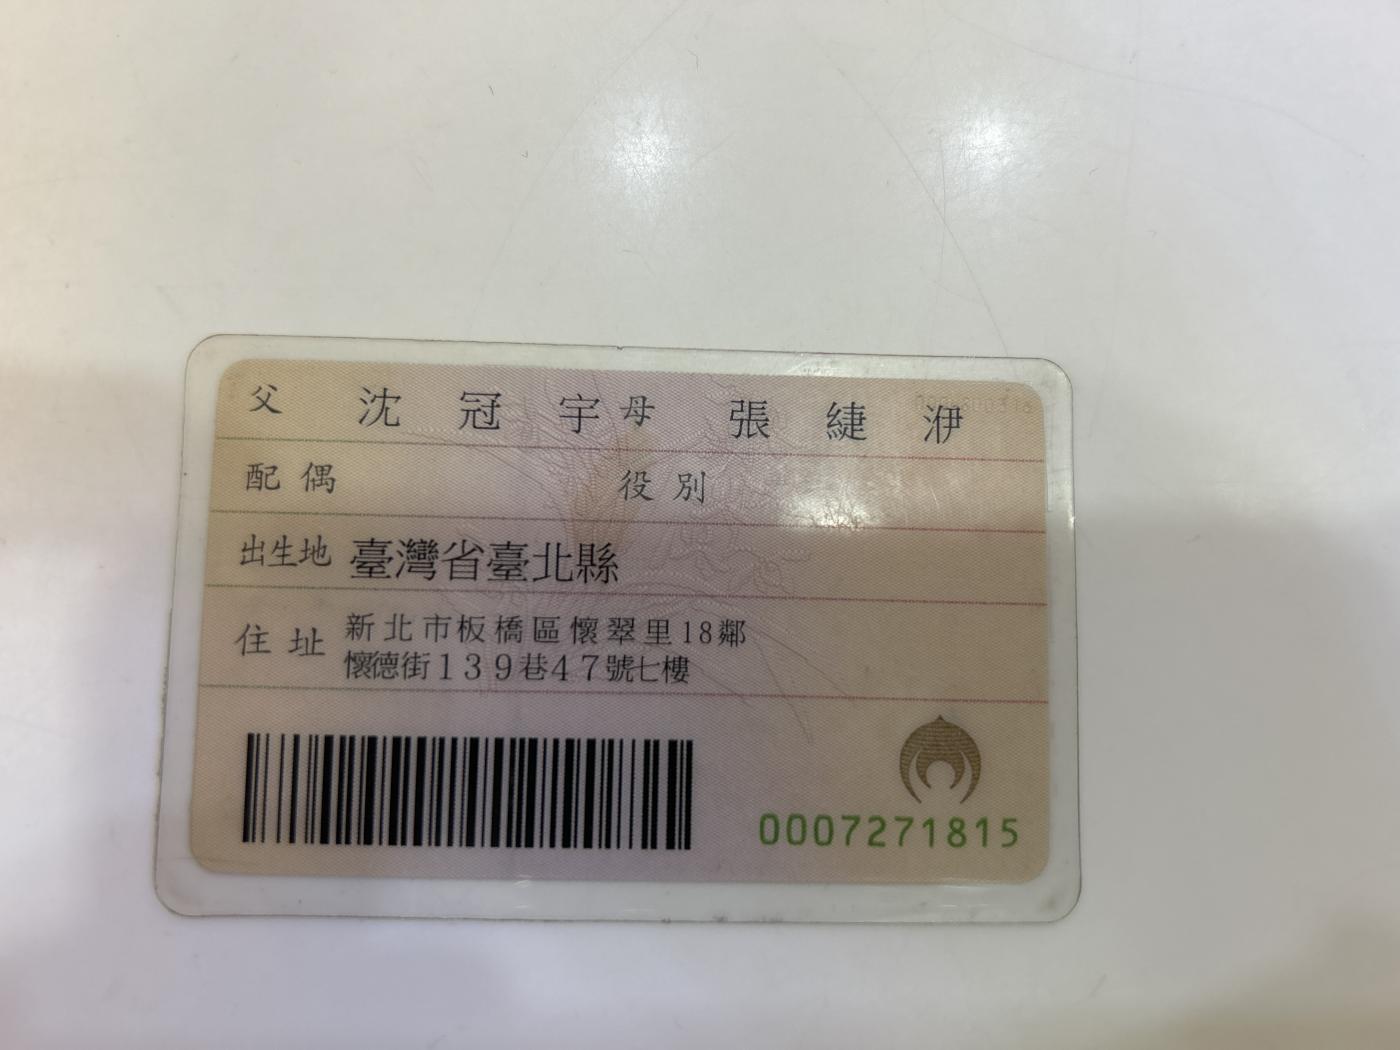 父 沈冠宇 母 張緁洢
配偶 役別
出生地 臺灣省臺北縣
住址 新北市板橋區懷翠里18鄰
懷德街139巷47號七樓
0007271815